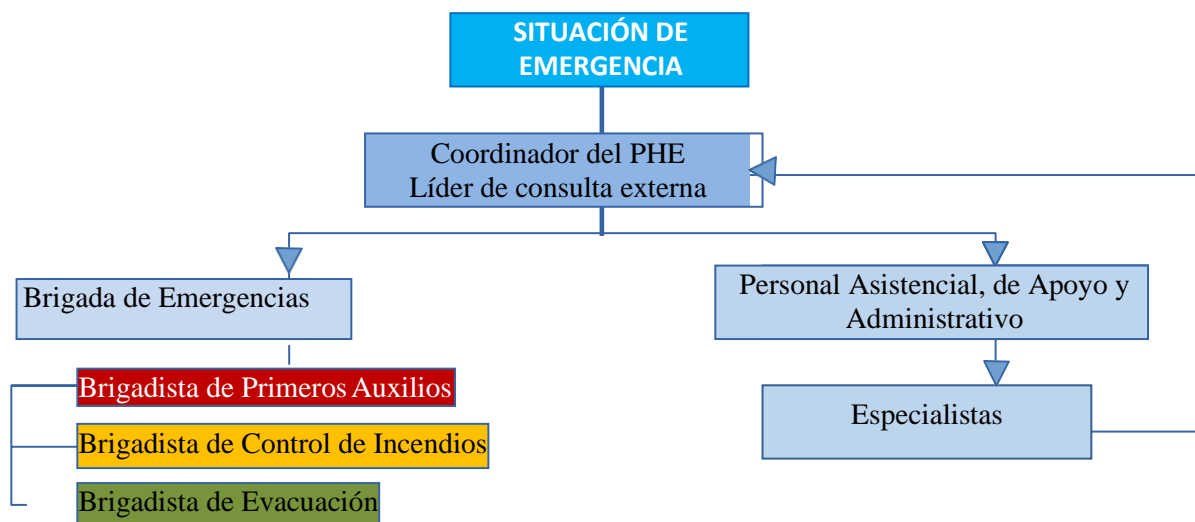 SITUACIÓN DE
EMERGENCIA
Coordinador del PHE
Líder de consulta externa
Brigada de Emergencias
Personal Asistencial, de Apoyo y
Administrativo
Brigadista de Primeros Auxilios
Brigadista de Control de Incendios
Brigadista de Evacuación
Especialistas